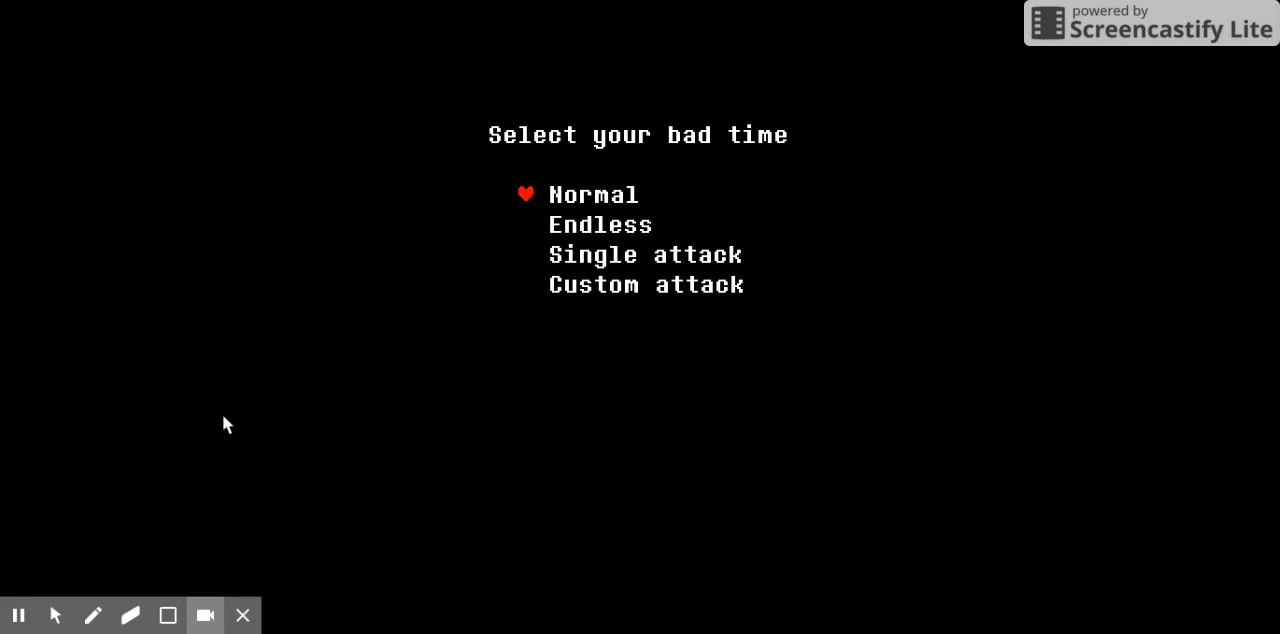 powered by
Screencastify Lite
Select your bad time
Normal
Endless
Single attack
Custom attack